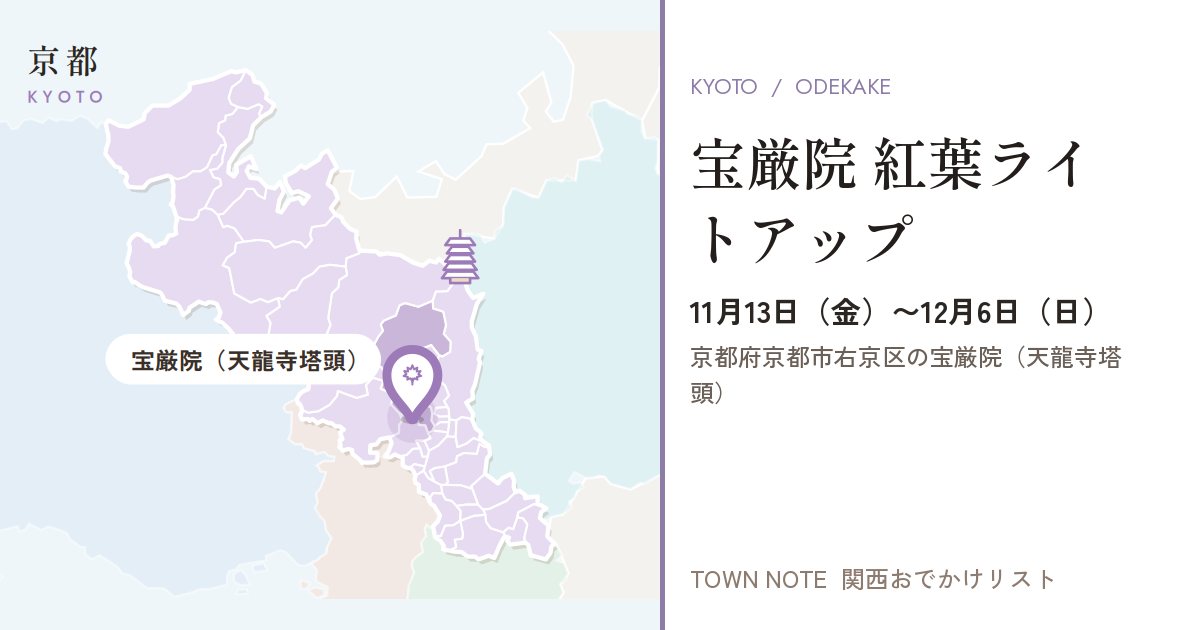 京都
KYOTO
宝厳院（天龍寺塔頭）
KYOTO / ODEKAKE
宝厳院 紅葉ライ
トアップ
11月13日（金）〜12月6日（日）
京都府京都市右京区の宝厳院（天龍寺塔
頭）
TOWN NOTE 関西おでかけリスト